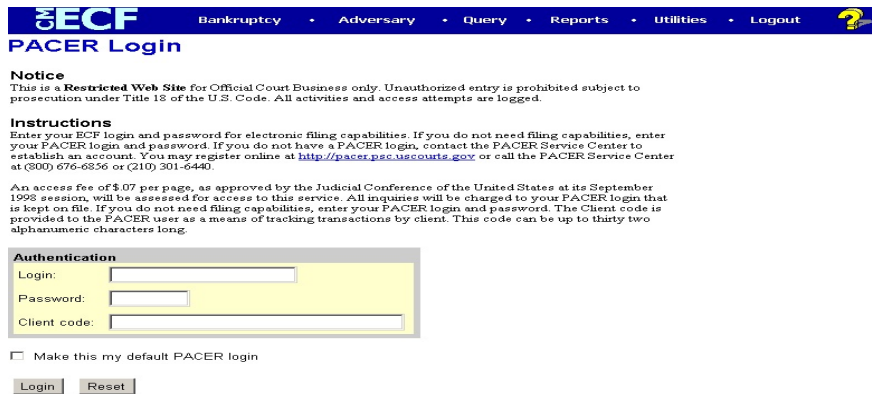 CM ECF Bankruptcy • Adversary • Query • Reports • Utilities • Logout ?
PACER Login
Notice
This is a Restricted Web Site for Official Court Business only. Unauthorized entry is prohibited subject to
prosecution under Title 18 of the U.S. Code. All activities and access attempts are logged.
Instructions
Enter your ECF login and password for electronic filing capabilities. If you do not need filing capabilities, enter
your PACER login and password. If you do not have a PACER login, contact the PACER Service Center to
establish an account. You may register online at http://pacer.psc.uscourts.gov or call the PACER Service Center
at (800) 676-6856 or (210) 301-6440.
An access fee of $.07 per page, as approved by the Judicial Conference of the United States at its September
1998 session, will be assessed for access to this service. All inquiries will be charged to your PACER login that
is kept on file. If you do not need filing capabilities, enter your PACER login and password. The Client code is
provided to the PACER user as a means of tracking transactions by client. This code can be up to thirty two
alphanumeric characters long.
Authentication
Login:
Password:
Client code:
Make this my default PACER login
Login Reset